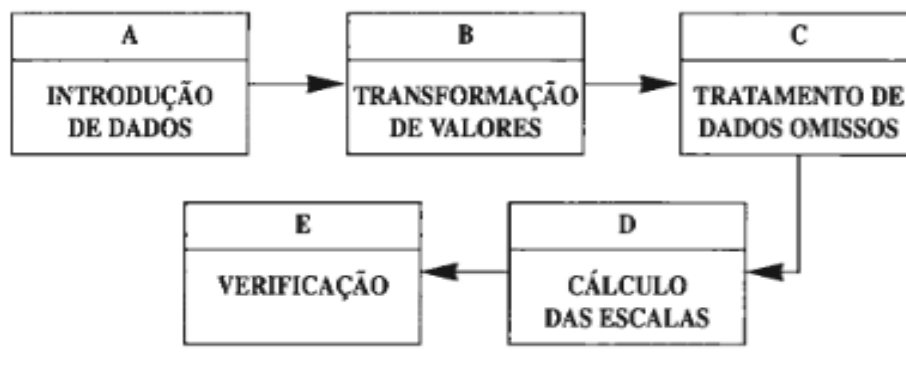 A
INTRODUÇÃO
DE DADOS
B
TRANSFORMAÇÃO
DE VALORES
C
TRATAMENTO DE
DADOS OMISSOS
D
CÁLCULO
DAS ESCALAS
E
VERIFICAÇÃO